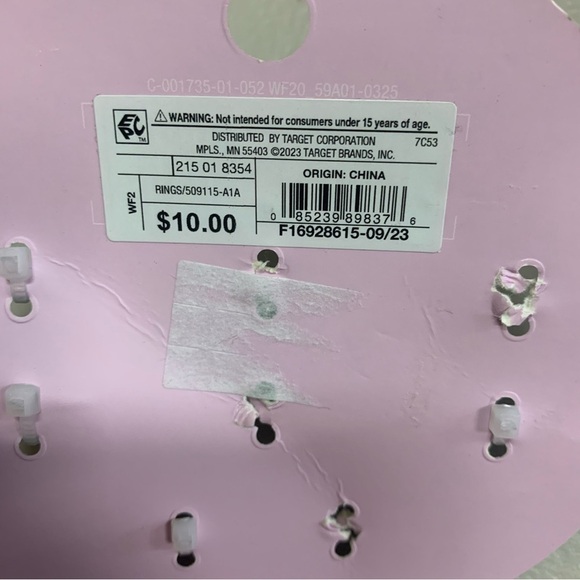 C-001735-01-052 WF20 59A01-0325
EC
PC™
⚠ WARNING: Not intended for consumers under 15 years of age.
DISTRIBUTED BY TARGET CORPORATION 7C53
MPLS., MN 55403 ©2023 TARGET BRANDS, INC.
215 01 8354
ORIGIN: CHINA
WF2
RINGS/509115-A1A
$10.00
0 85239 89837 6
F16928615-09/23